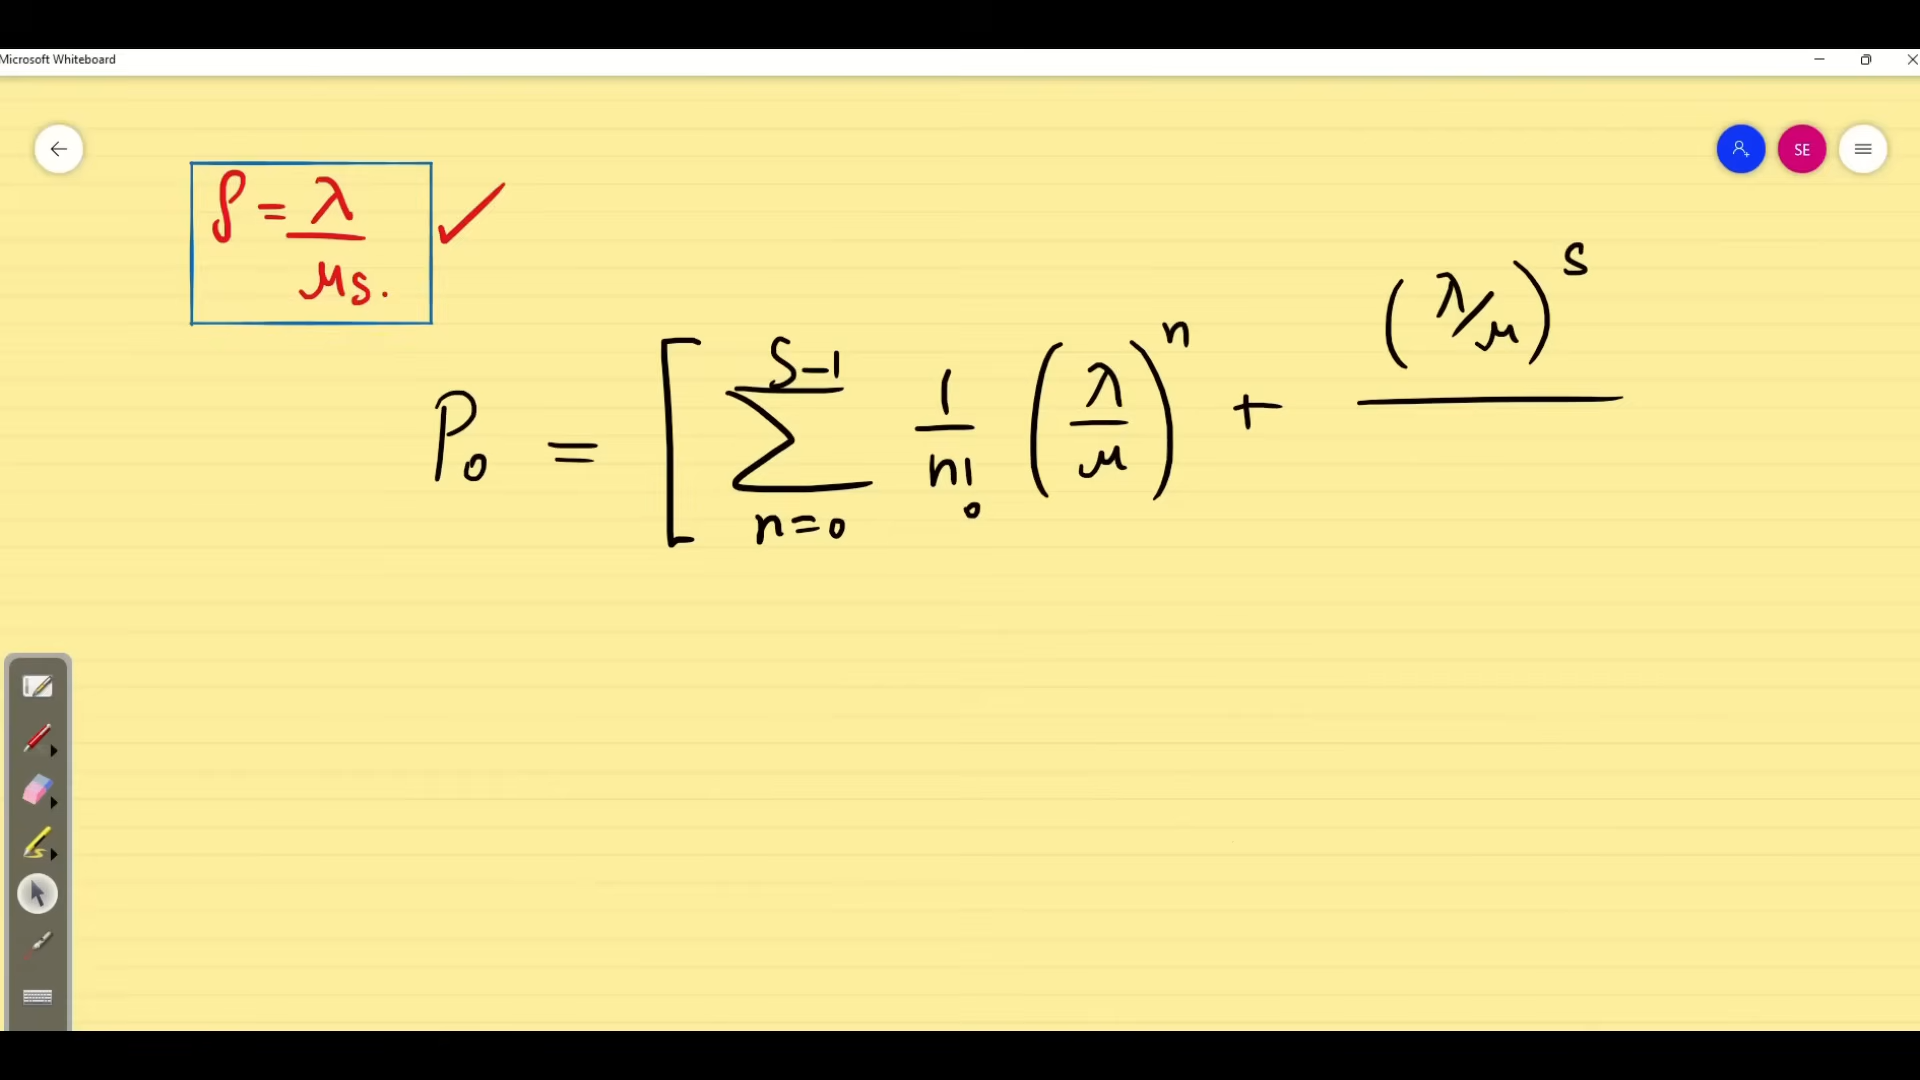 Microsoft Whiteboard
SE
ρ = λ / μs.
P₀ = [ Σ_{n=0}^{S-1} 1/n! (λ/μ)^n + (λ/μ)^s /